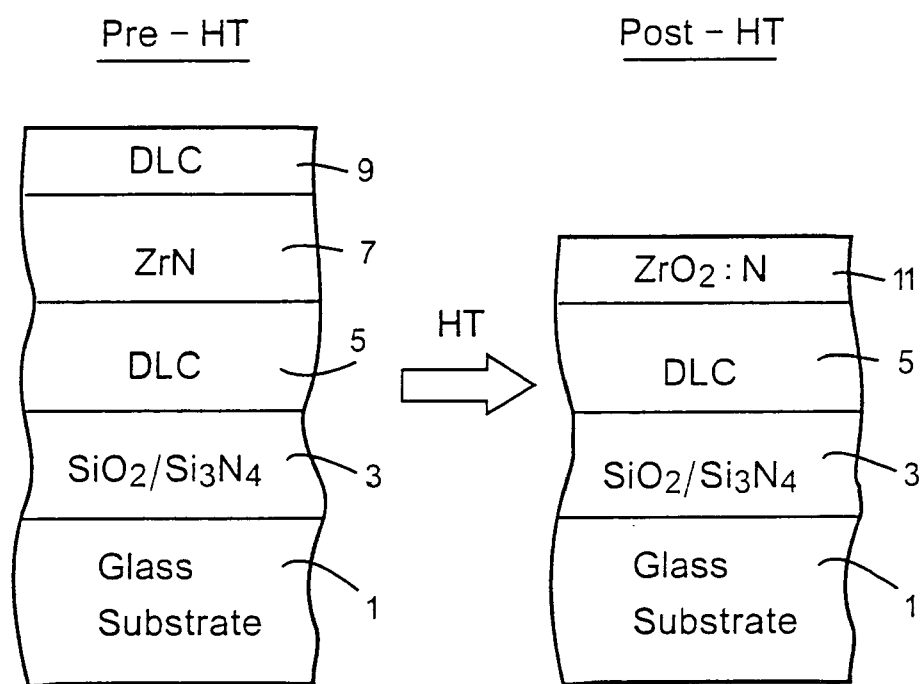 Pre – HT
DLC
9
ZrN
7
DLC
5
SiO₂/Si₃N₄
3
Glass
Substrate
1
HT
Post – HT
ZrO₂ : N
11
DLC
5
SiO₂/Si₃N₄
3
Glass
Substrate
1